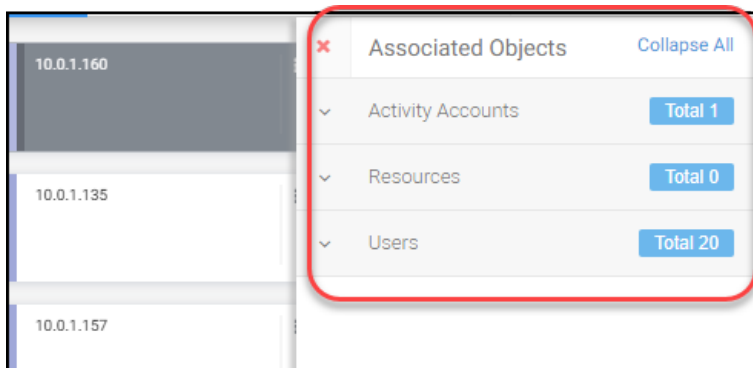 10.0.1.160
10.0.1.135
10.0.1.157
Associated Objects Collapse All
Activity Accounts Total 1
Resources Total 0
Users Total 20